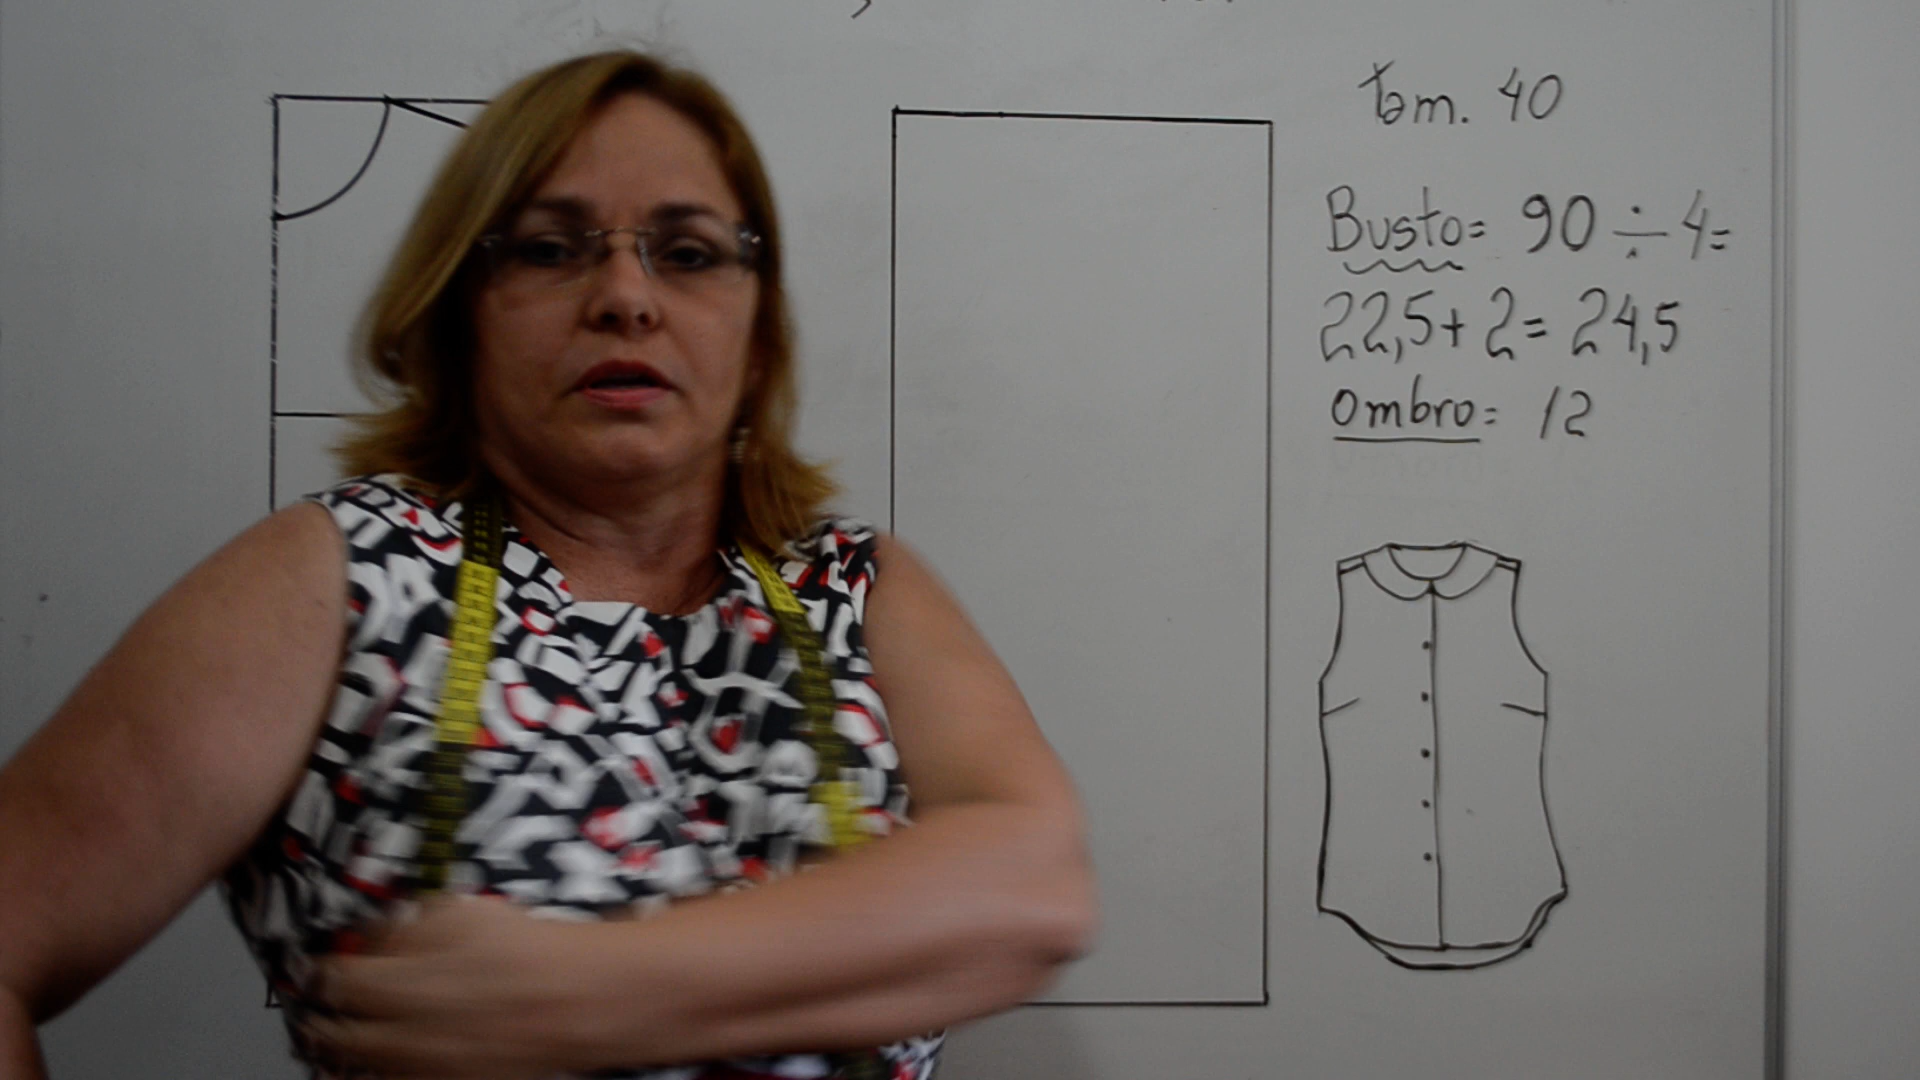 Tam. 40
Busto= 90 ÷ 4=
22,5+ 2= 24,5
Ombro= 12